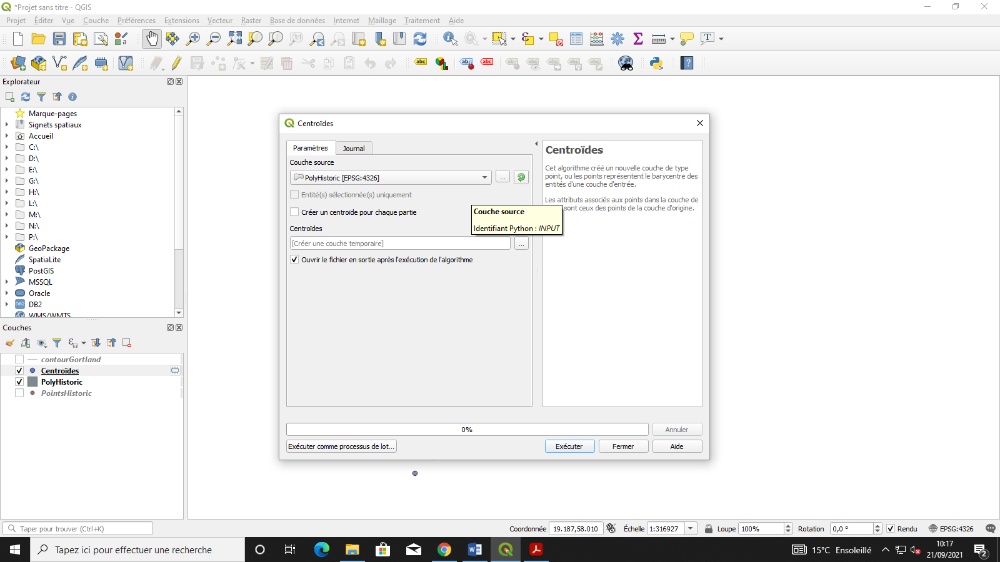 *Projet sans titre - QGIS
Projet Éditer Vue Couche Préférences Extensions Vecteur Raster Base de données Internet Maillage Traitement Aide
Explorateur
Marque-pages
Signets spatiaux
Accueil
C:\
D:\
E:\
G:\
H:\
L:\
M:\
N:\
P:\
GeoPackage
SpatiaLite
PostGIS
MSSQL
Oracle
DB2
WMS/WMTS
Couches
contourGortland
Centroïdes
PolyHistoric
PointsHistoric
Centroïdes
Paramètres Journal
Couche source
PolyHistoric [EPSG:4326]
...
Entité(s) sélectionnée(s) uniquement
Créer un centroïde pour chaque partie
Centroïdes
[Créer une couche temporaire]
...
Ouvrir le fichier en sortie après l'exécution de l'algorithme
Couche source
Identifiant Python : INPUT
Centroïdes
Cet algorithme créé un nouvelle couche de type
point, ou les points représentent le barycentre des
entités d'une couche d'entrée.
Les attributs associés aux points dans la couche de
sont ceux des points de la couche d'origine.
0%
Annuler
Exécuter comme processus de lot...
Exécuter Fermer Aide
Taper pour trouver (Ctrl+K)
Coordonnée 19.187,58.010 Échelle 1:316927 Loupe 100% Rotation 0,0 ° Rendu EPSG:4326
Tapez ici pour effectuer une recherche
15°C Ensoleillé
10:17
21/09/2021
2